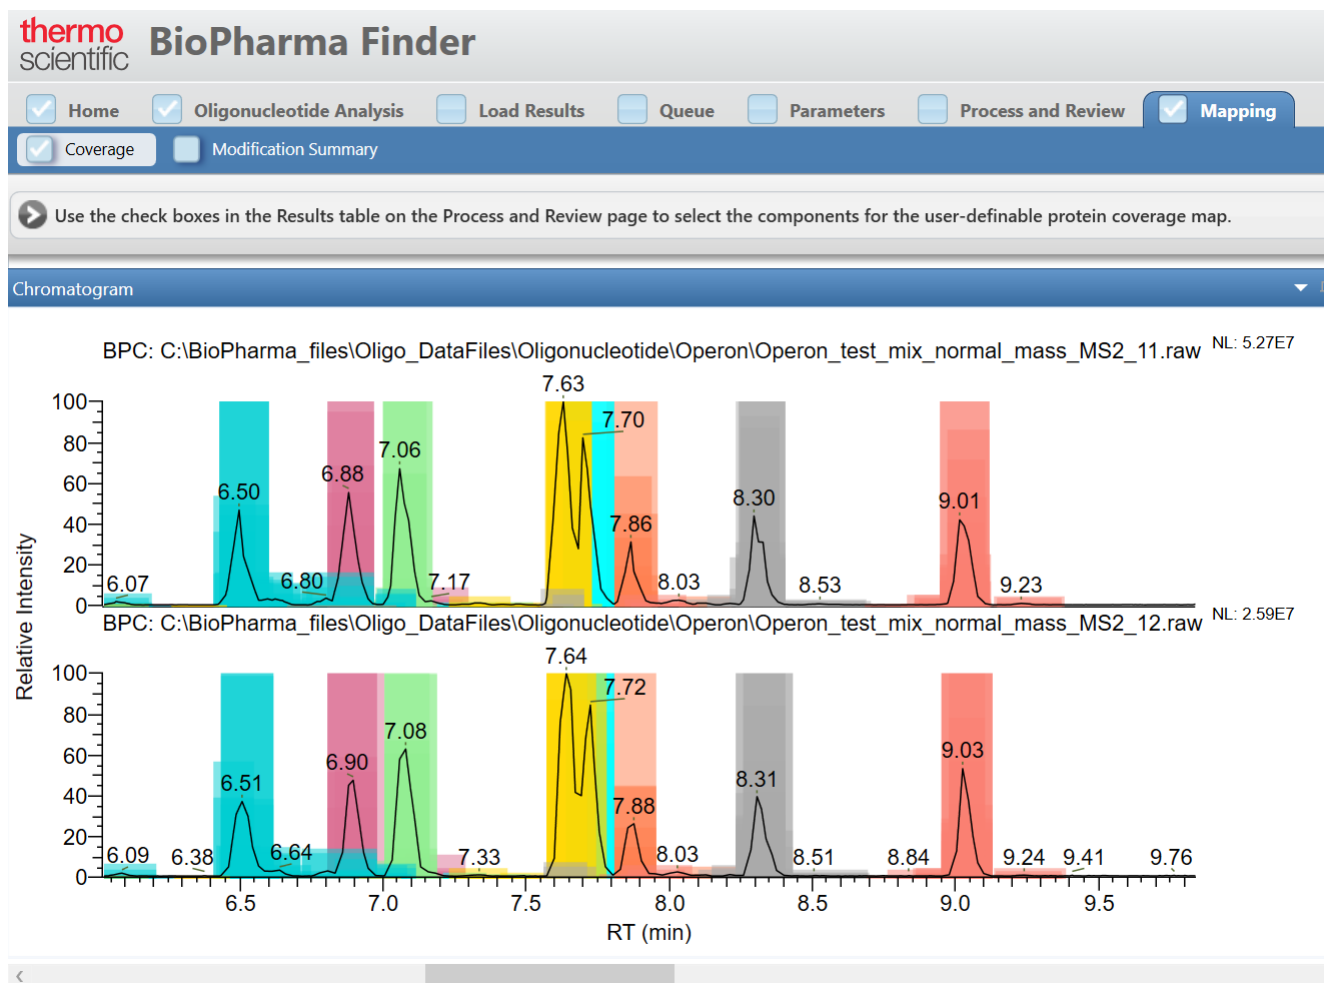 thermo
scientific
BioPharma Finder
Home Oligonucleotide Analysis Load Results Queue Parameters Process and Review Mapping
Coverage Modification Summary
Use the check boxes in the Results table on the Process and Review page to select the components for the user-definable protein coverage map.
Chromatogram
BPC: C:\BioPharma_files\Oligo_DataFiles\Oligonucleotide\Operon\Operon_test_mix_normal_mass_MS2_11.raw NL: 5.27E7
7.63
100
7.70
80
7.06
6.88
60
6.50 8.30 9.01
40
7.86
20
6.07 6.80 7.17 8.03 8.53 9.23
0
BPC: C:\BioPharma_files\Oligo_DataFiles\Oligonucleotide\Operon\Operon_test_mix_normal_mass_MS2_12.raw NL: 2.59E7
Relative Intensity
7.64
100
7.72
80
7.08
60
6.90 9.03
6.51 8.31
40
7.88
20
6.09 6.38 6.64 7.33 8.03 8.51 8.84 9.24 9.41 9.76
0
6.5 7.0 7.5 8.0 8.5 9.0 9.5
RT (min)